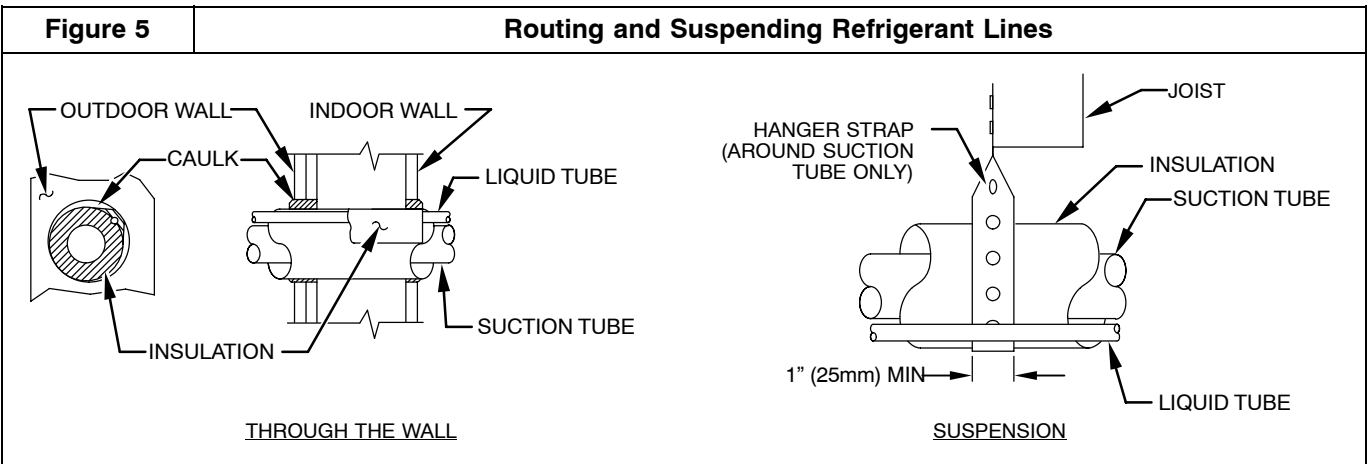 Figure 5
Routing and Suspending Refrigerant Lines
OUTDOOR WALL
INDOOR WALL
CAULK
LIQUID TUBE
SUCTION TUBE
INSULATION
THROUGH THE WALL
JOIST
HANGER STRAP
(AROUND SUCTION
TUBE ONLY)
INSULATION
SUCTION TUBE
1” (25mm) MIN
LIQUID TUBE
SUSPENSION